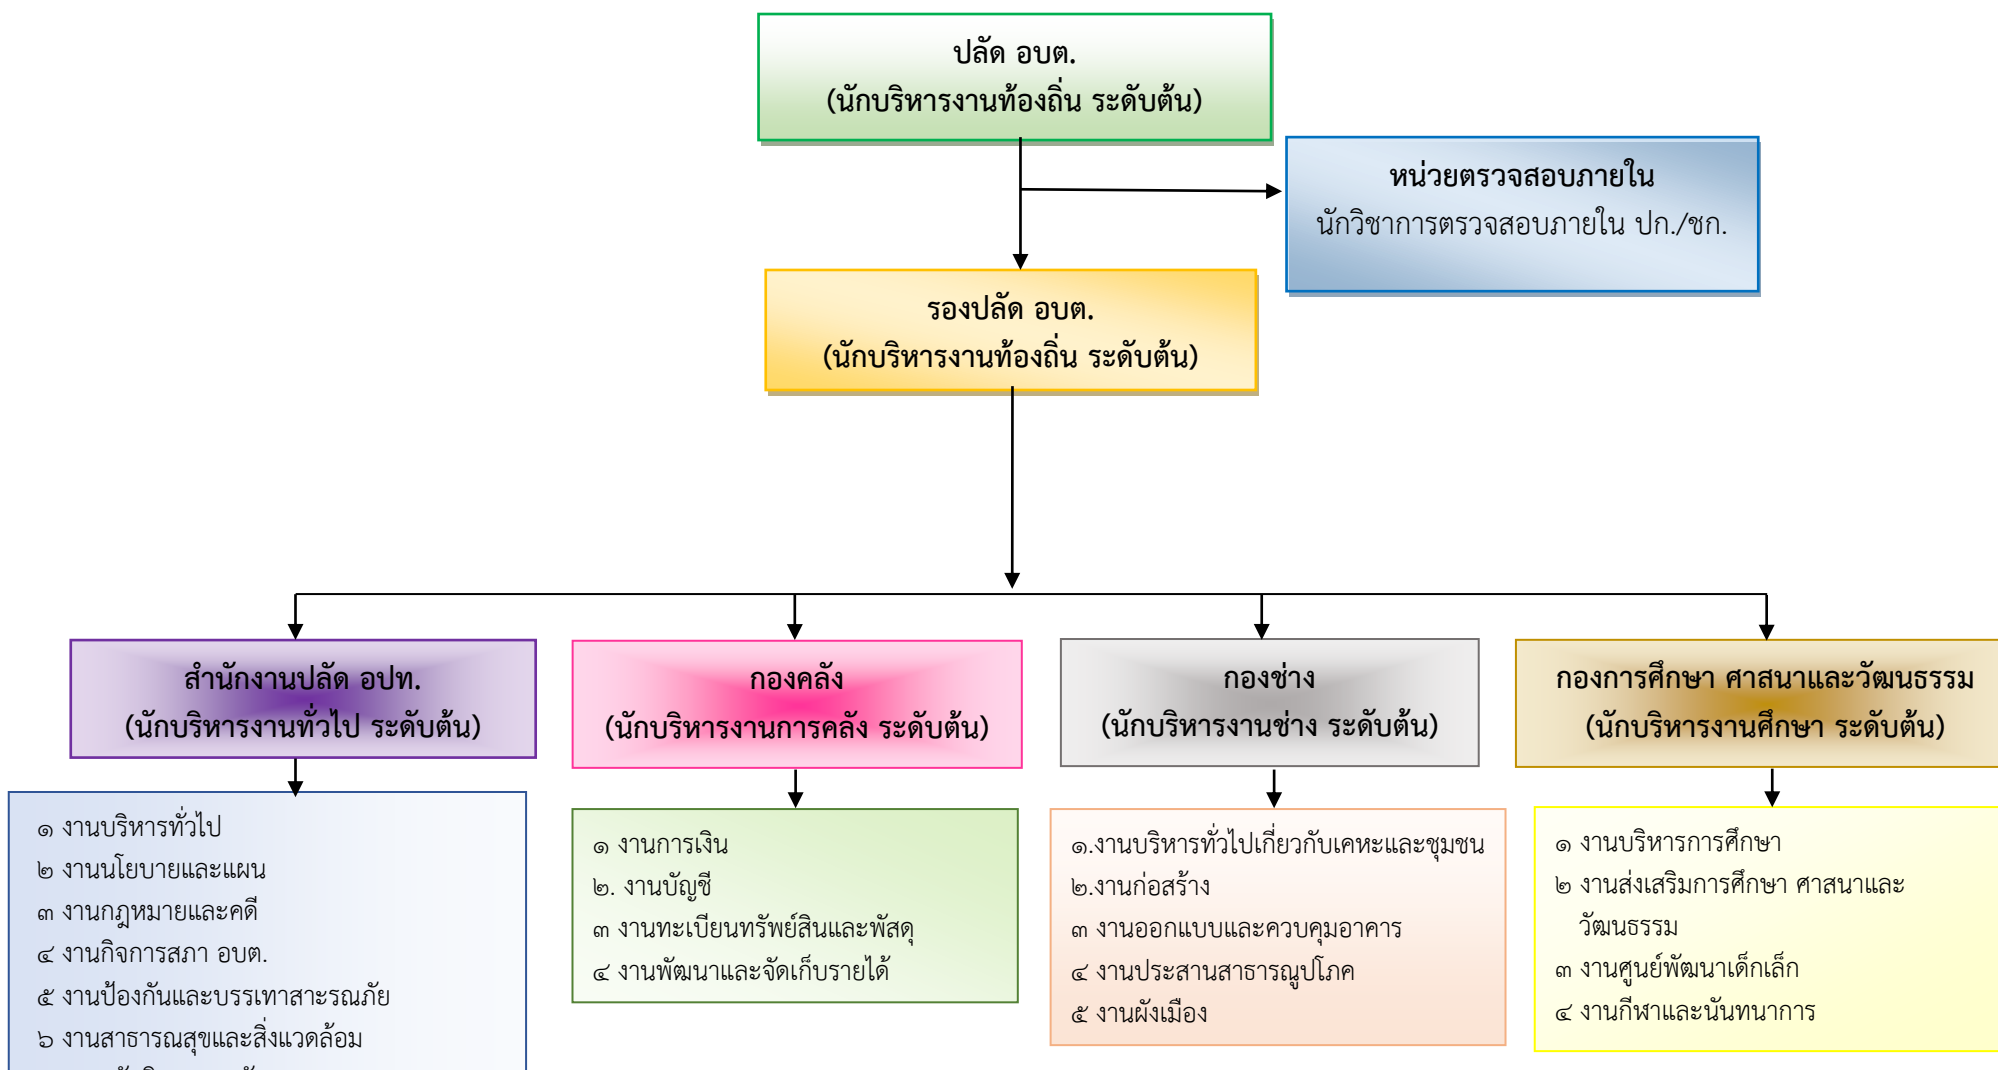 ปลัด อบต.
(นักบริหารงานท้องถิ่น ระดับต้น)
หน่วยตรวจสอบภายใน
นักวิชาการตรวจสอบภายใน ปก./ชก.
รองปลัด อบต.
(นักบริหารงานท้องถิ่น ระดับต้น)
สำนักงานปลัด อปท.
(นักบริหารงานทั่วไป ระดับต้น)
กองคลัง
(นักบริหารงานการคลัง ระดับต้น)
กองช่าง
(นักบริหารงานช่าง ระดับต้น)
กองการศึกษา ศาสนาและวัฒนธรรม
(นักบริหารงานศึกษา ระดับต้น)
๑ งานบริหารทั่วไป
๒ งานนโยบายและแผน
๓ งานกฎหมายและคดี
๔ งานกิจการสภา อบต.
๕ งานป้องกันและบรรเทาสาะรณภัย
๖ งานสาธารณสุขและสิ่งแวดล้อม
๑ งานการเงิน
๒. งานบัญชี
๓ งานทะเบียนทรัพย์สินและพัสดุ
๔ งานพัฒนาและจัดเก็บรายได้
๑.งานบริหารทั่วไปเกี่ยวกับเคหะและชุมชน
๒.งานก่อสร้าง
๓ งานออกแบบและควบคุมอาคาร
๔ งานประสานสาธารณูปโภค
๕ งานผังเมือง
๑ งานบริหารการศึกษา
๒ งานส่งเสริมการศึกษา ศาสนาและ
วัฒนธรรม
๓ งานศูนย์พัฒนาเด็กเล็ก
๔ งานกีฬาและนันทนาการ